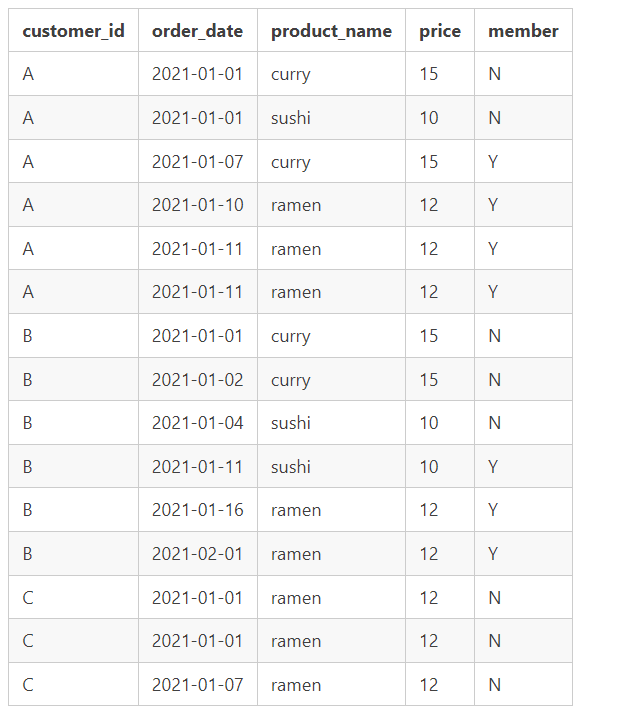 customer_id order_date product_name price member
A 2021-01-01 curry 15 N
A 2021-01-01 sushi 10 N
A 2021-01-07 curry 15 Y
A 2021-01-10 ramen 12 Y
A 2021-01-11 ramen 12 Y
A 2021-01-11 ramen 12 Y
B 2021-01-01 curry 15 N
B 2021-01-02 curry 15 N
B 2021-01-04 sushi 10 N
B 2021-01-11 sushi 10 Y
B 2021-01-16 ramen 12 Y
B 2021-02-01 ramen 12 Y
C 2021-01-01 ramen 12 N
C 2021-01-01 ramen 12 N
C 2021-01-07 ramen 12 N